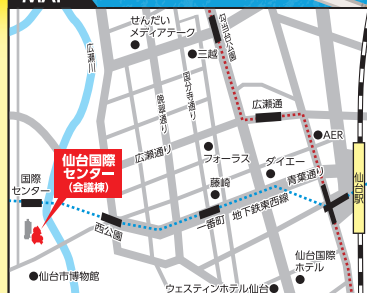 MAP
せんだい
メディアテーク
勾当台公園
広瀬川
三越
国分寺通り
晩翠通り
広瀬通
AER
広瀬通り
フォーラス
ダイエー
青葉通り
仙台国際
センター
(会議棟)
国際
センター
藤崎
仙台駅
西公園
一番町
地下鉄東西線
仙台国際
ホテル
仙台市博物館
ウェスティンホテル仙台